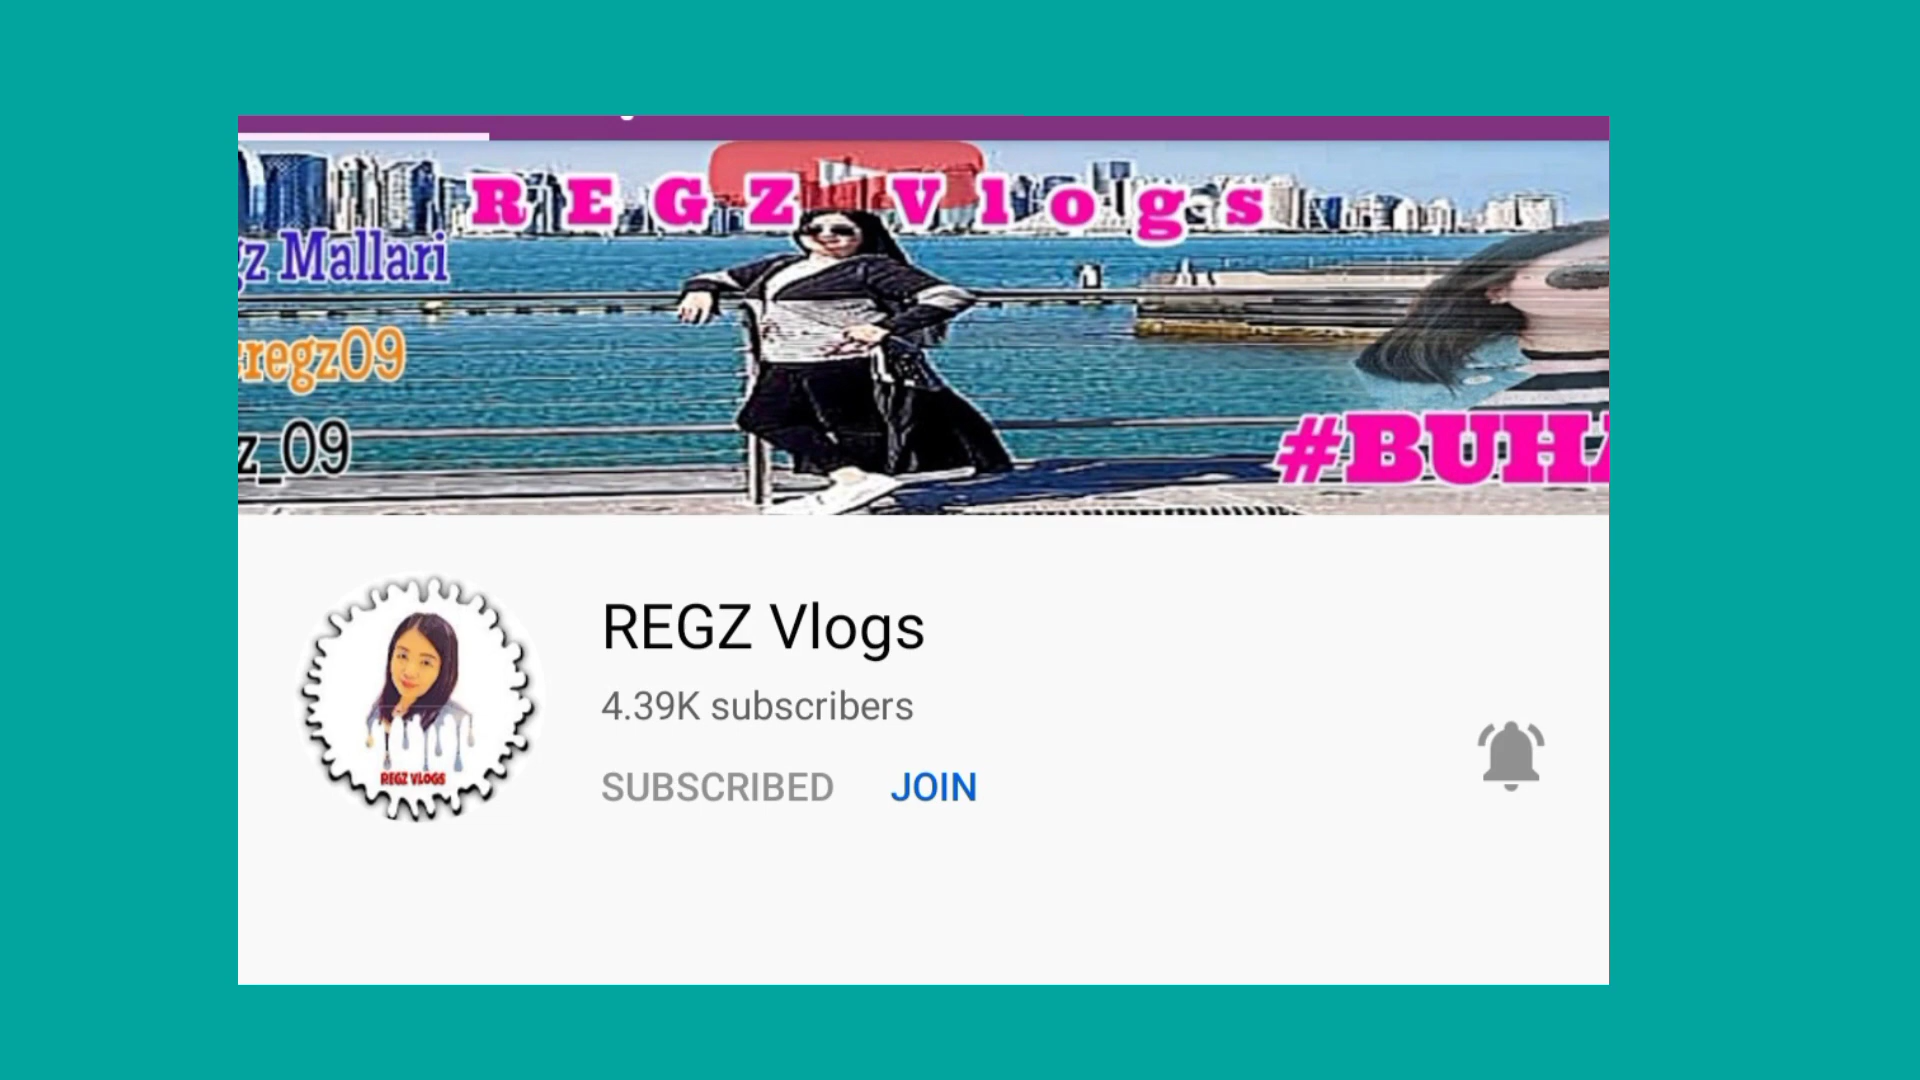 REGZ Vlogs
z Mallari
regz09
z_09
#BUH
REGZ Vlogs
4.39K subscribers
SUBSCRIBED JOIN
REGZ VLOGS